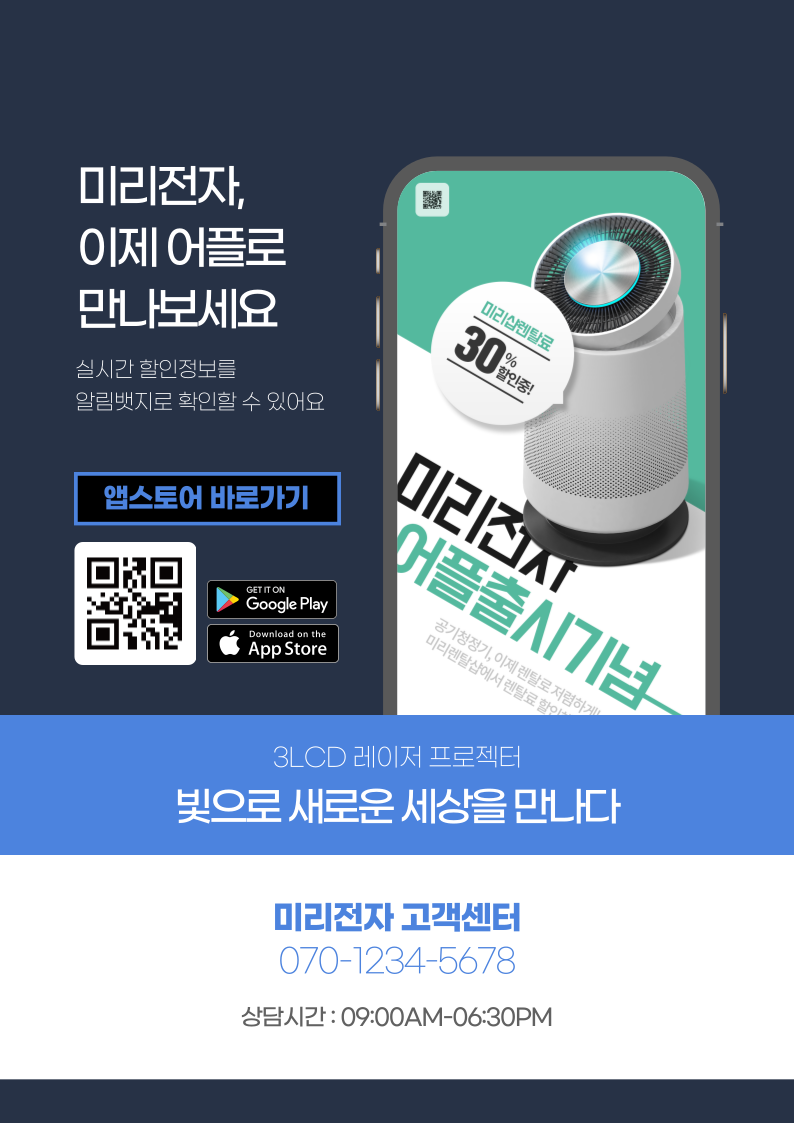 미리전자,
이제 어플로
만나보세요
실시간 할인정보를
알림뱃지로 확인할 수 있어요
앱스토어 바로가기
GET IT ON
Google Play
Download on the
App Store
미리샵렌탈료
30%
할인중!
미리전자
어플출시기념
공기청정기, 이제 렌탈로 저렴하게!
미리렌탈샵에서 렌탈료
3LCD 레이저 프로젝터
빛으로 새로운 세상을 만나다
미리전자 고객센터
070-1234-5678
상담시간 : 09:00AM-06:30PM